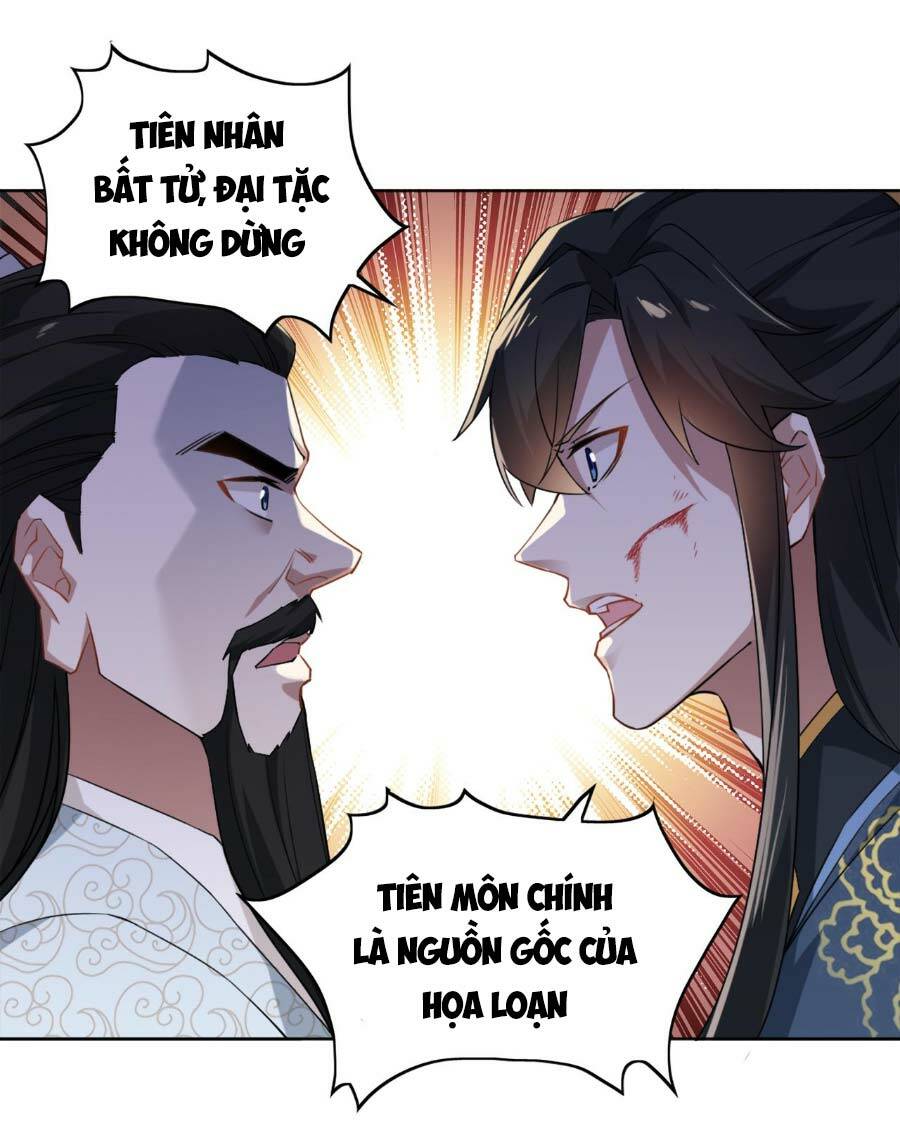 TIÊN NHÂN
BẤT TỬ, ĐẠI TẶC
KHÔNG DỪNG
TIÊN MÔN CHÍNH
LÀ NGUỒN GỐC CỦA
HỌA LOẠN